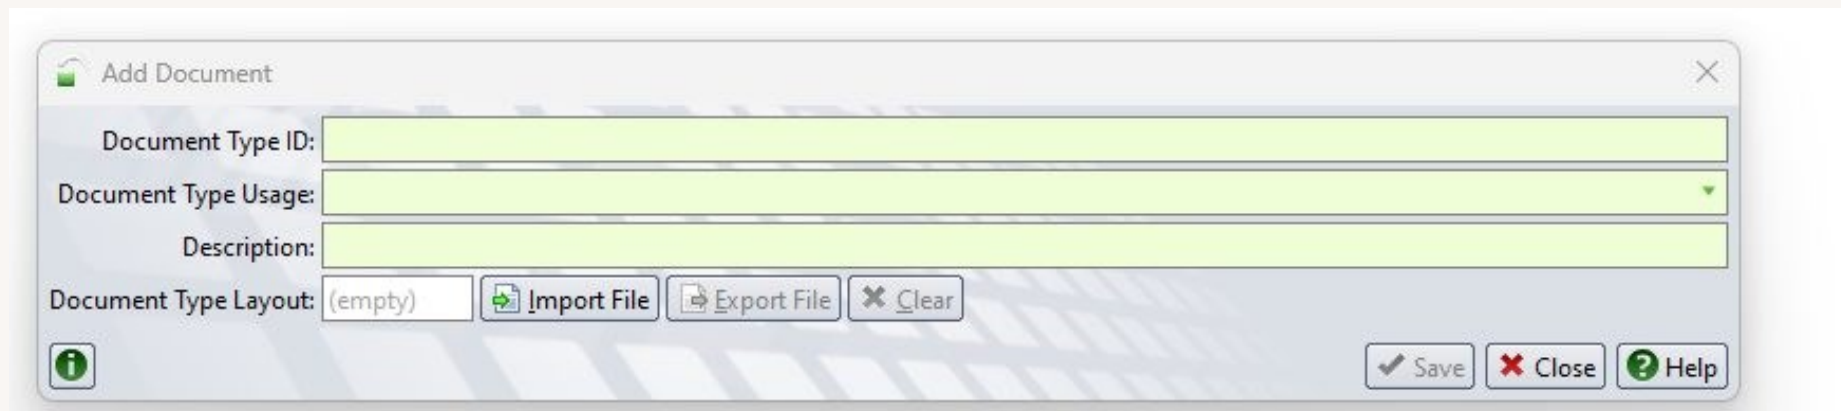 Add Document
Document Type ID:
Document Type Usage:
Description:
Document Type Layout: (empty) Import File Export File Clear
Save Close Help